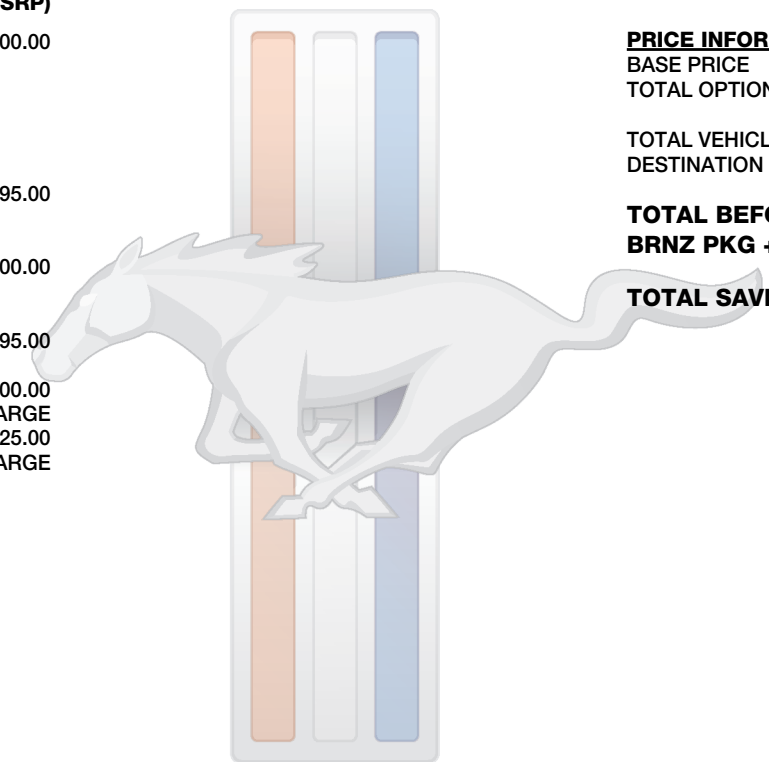 SRP)
00.00
95.00
00.00
95.00
00.00
ARGE
25.00
ARGE
PRICE INFOR
BASE PRICE
TOTAL OPTION
TOTAL VEHICL
DESTINATION
TOTAL BEFO
BRNZ PKG +
TOTAL SAVI